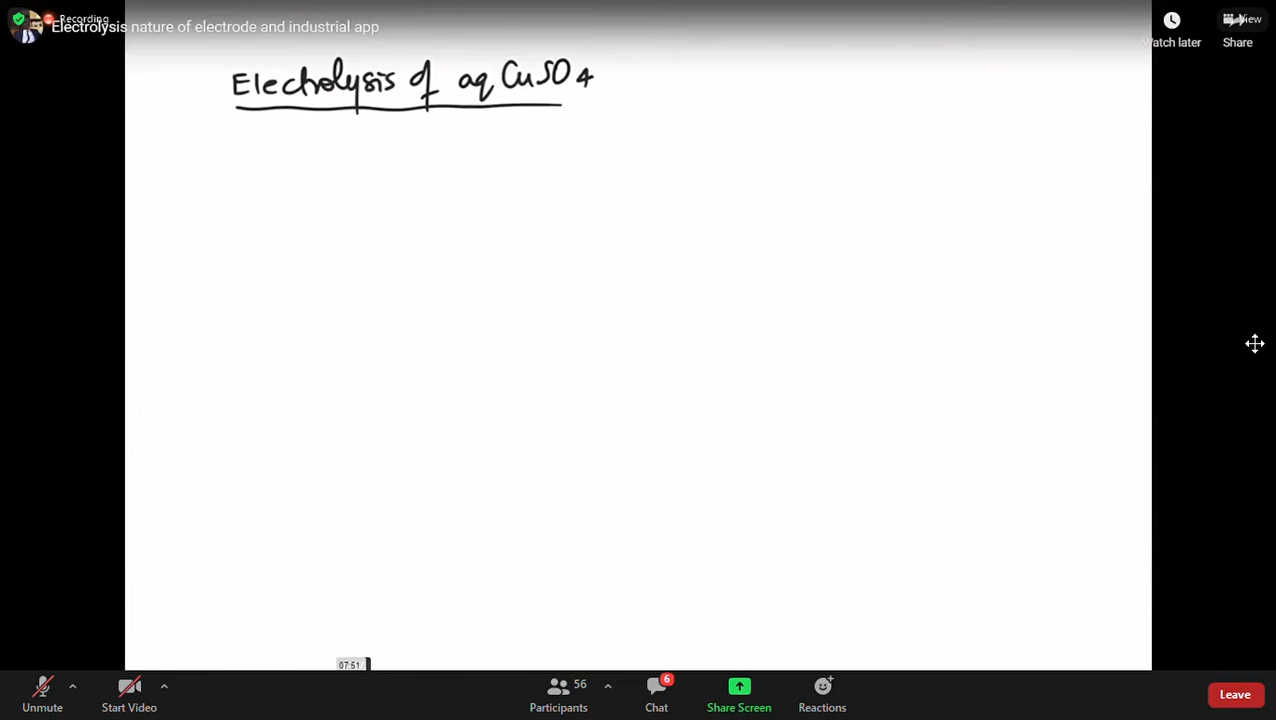 Recording
Electrolysis nature of electrode and industrial app
Watch later
Share
View
Electrolysis of aq CuSO4
07:51
Unmute
Start Video
56
Participants
6
Chat
Share Screen
Reactions
Leave